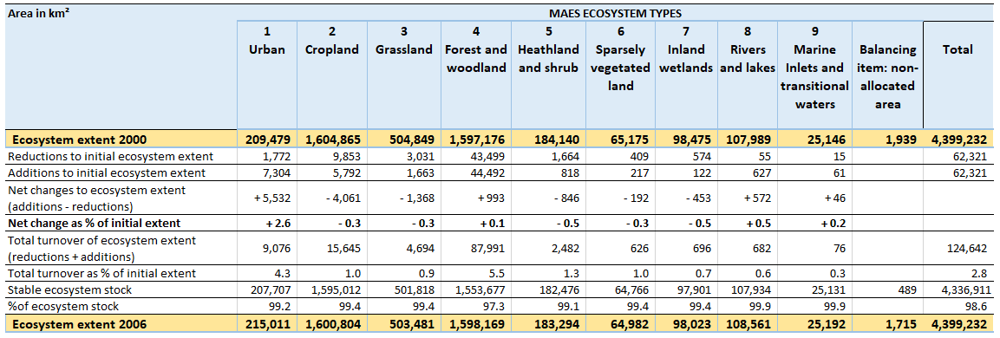 Area in km² MAES ECOSYSTEM TYPES
1 2 3 4 5 6 7 8 9 Balancing Total
Urban Cropland Grassland Forest and Heathland Sparsely Inland Rivers Marine item: non-
woodland and shrub vegetated wetlands and lakes Inlets and allocated
land transitional area
waters
Ecosystem extent 2000 209,479 1,604,865 504,849 1,597,176 184,140 65,175 98,475 107,989 25,146 1,939 4,399,232
Reductions to initial ecosystem extent 1,772 9,853 3,031 43,499 1,664 409 574 55 15 62,321
Additions to initial ecosystem extent 7,304 5,792 1,663 44,492 818 217 122 627 61 62,321
Net changes to ecosystem extent
(additions - reductions) + 5,532 - 4,061 - 1,368 + 993 - 846 - 192 - 453 + 572 + 46
Net change as % of initial extent + 2.6 - 0.3 - 0.3 + 0.1 - 0.5 - 0.3 - 0.5 + 0.5 + 0.2
Total turnover of ecosystem extent
(reductions + additions) 9,076 15,645 4,694 87,991 2,482 626 696 682 76 124,642
Total turnover as % of initial extent 4.3 1.0 0.9 5.5 1.3 1.0 0.7 0.6 0.3 2.8
Stable ecosystem stock 207,707 1,595,012 501,818 1,553,677 182,476 64,766 97,901 107,934 25,131 489 4,336,911
%of ecosystem stock 99.2 99.4 99.4 97.3 99.1 99.4 99.4 99.9 99.9 98.6
Ecosystem extent 2006 215,011 1,600,804 503,481 1,598,169 183,294 64,982 98,023 108,561 25,192 1,715 4,399,232